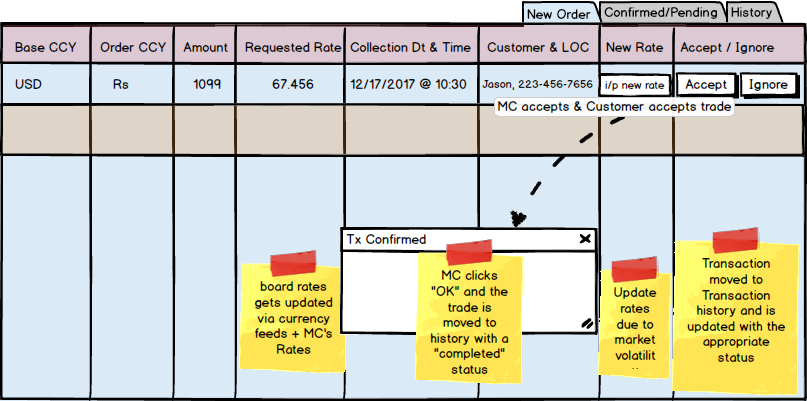 New Order
Confirmed/Pending
History
Base CCY
Order CCY
Amount
Requested Rate
Collection Dt & Time
Customer & LOC
New Rate
Accept / Ignore
USD
Rs
1099
67.456
12/17/2017 @ 10:30
Jason, 223-456-7656
i/p new rate
Accept
Ignore
MC accepts & Customer accepts trade
Tx Confirmed
board rates
gets updated
via currency
feeds + MC's
Rates
MC clicks
"OK" and the
trade is
moved to
history with a
"completed"
status
Update
rates
due to
market
volatilit
Transaction
moved to
Transaction
history and is
updated with the
appropriate
status